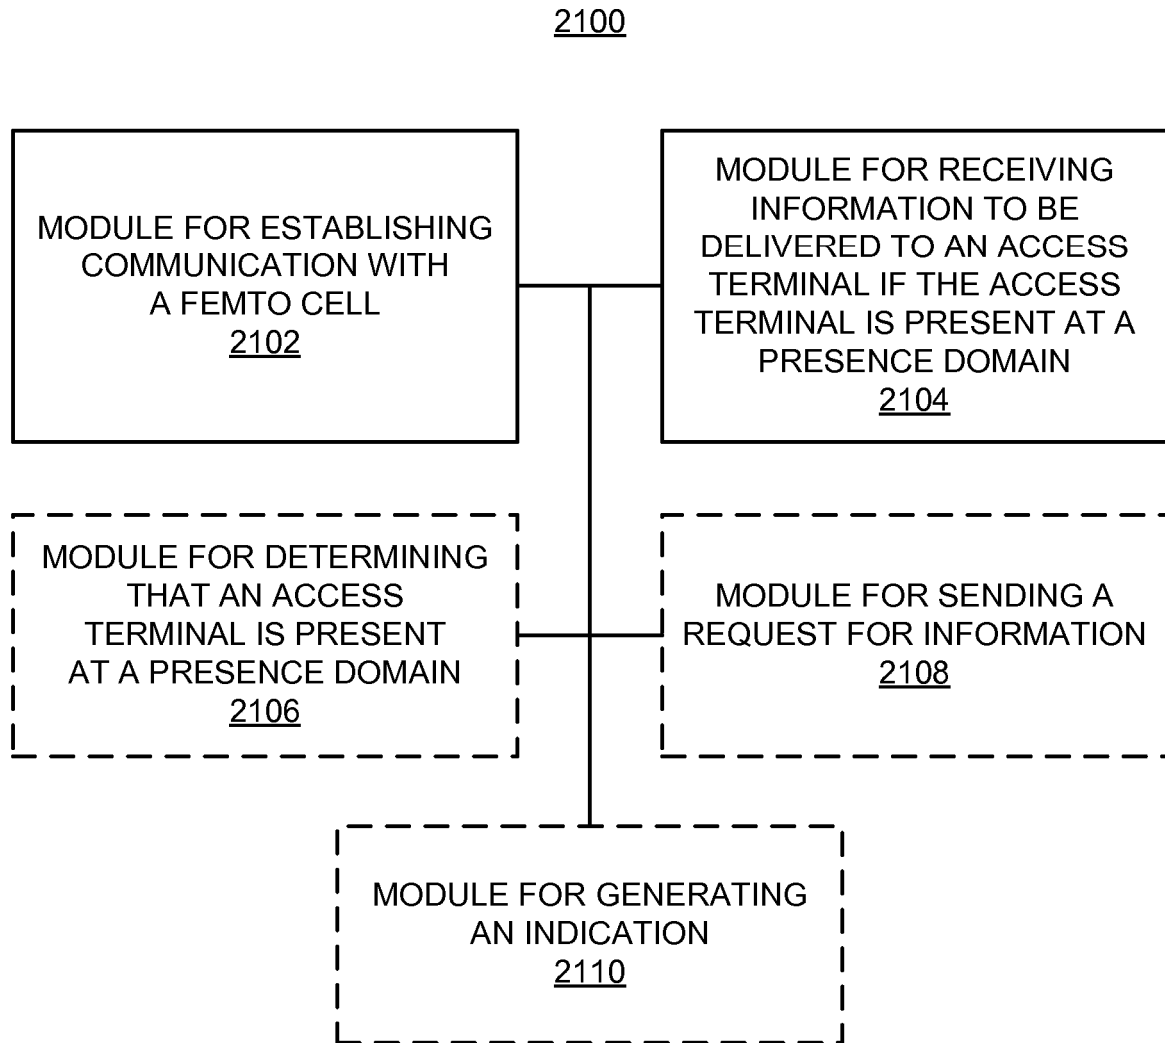 2100
MODULE FOR ESTABLISHING
COMMUNICATION WITH
A FEMTO CELL
2102
MODULE FOR RECEIVING
INFORMATION TO BE
DELIVERED TO AN ACCESS
TERMINAL IF THE ACCESS
TERMINAL IS PRESENT AT A
PRESENCE DOMAIN
2104
MODULE FOR DETERMINING
THAT AN ACCESS
TERMINAL IS PRESENT
AT A PRESENCE DOMAIN
2106
MODULE FOR SENDING A
REQUEST FOR INFORMATION
2108
MODULE FOR GENERATING
AN INDICATION
2110